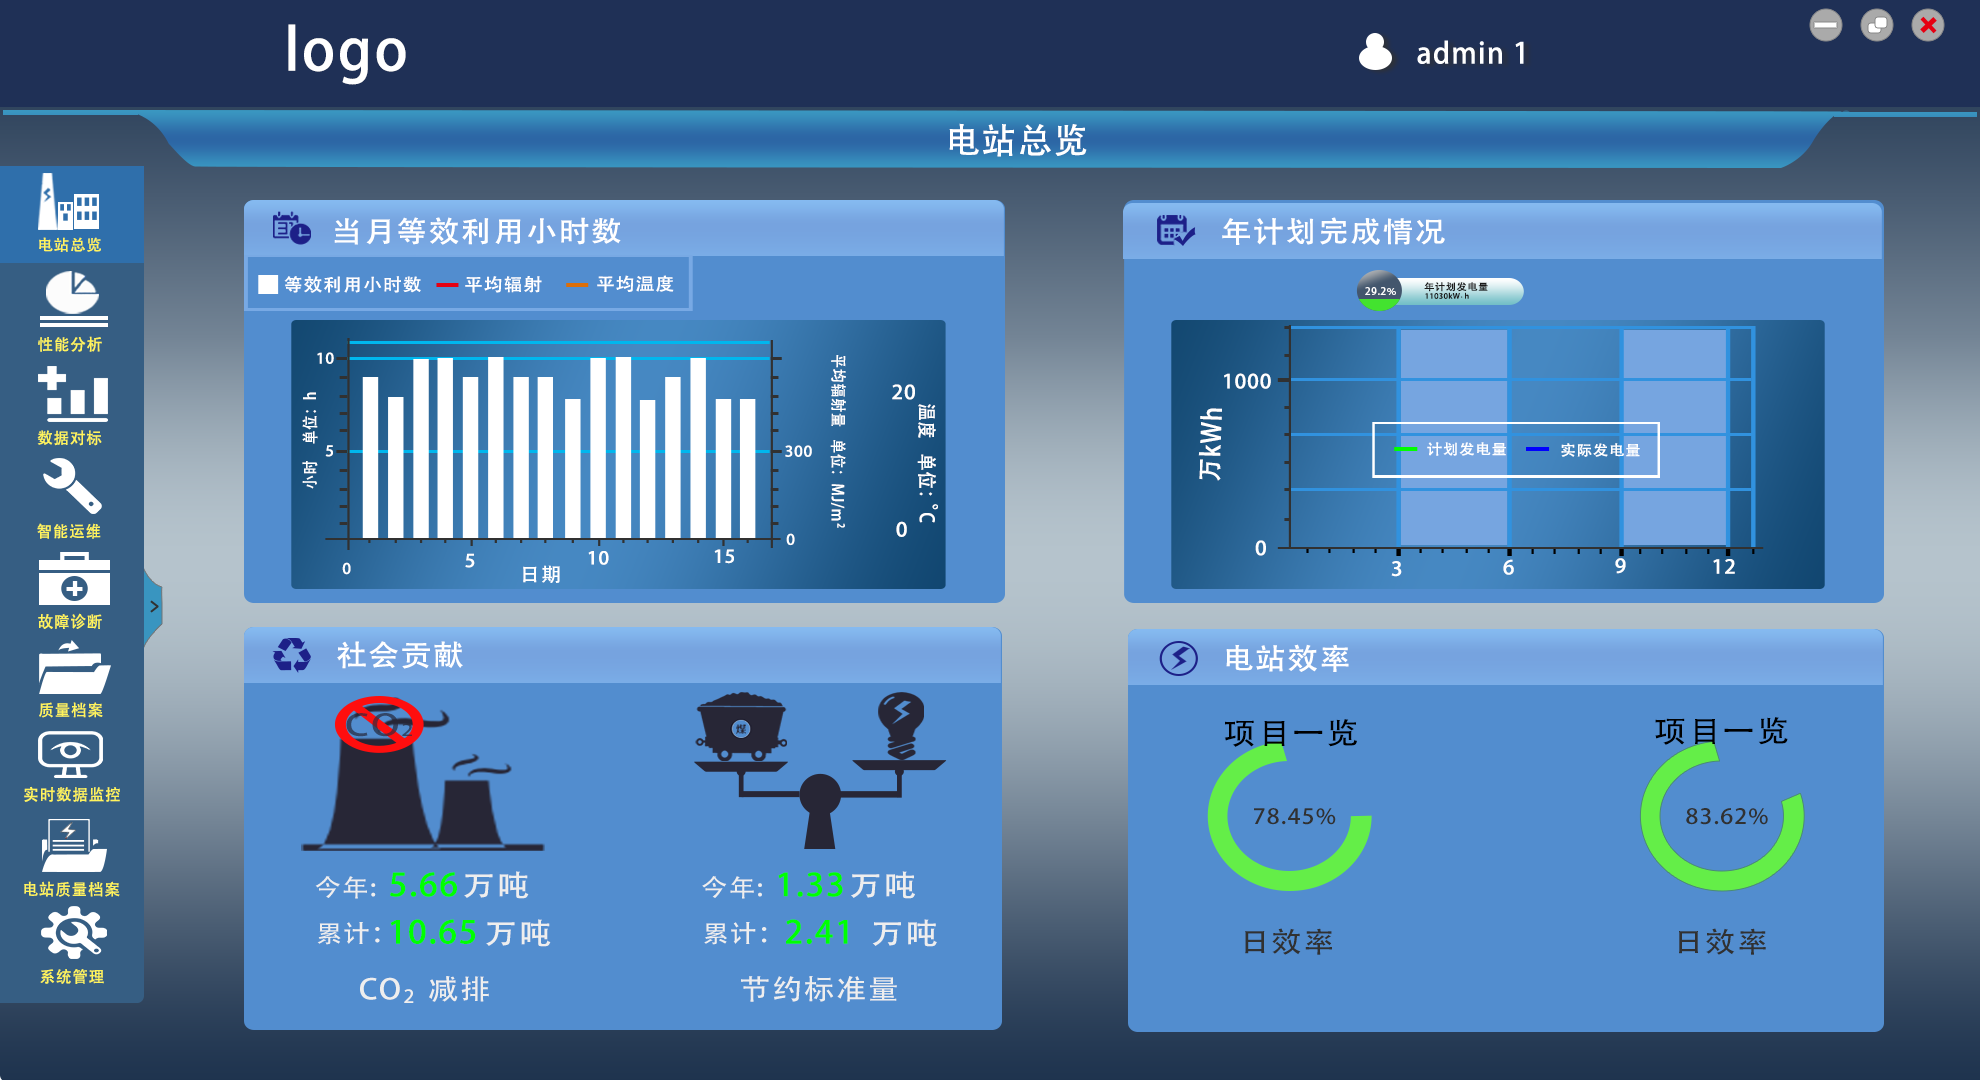 logo
admin 1
电站总览
电站总览
性能分析
数据对标
智能运维
故障诊断
质量档案
实时数据监控
电站质量档案
系统管理
>
当月等效利用小时数
等效利用小时数 平均辐射 平均温度
小时 单位：h
10
5
0
5
10
15
日期
300
0
平均辐射量 单位：MJ/m²
20
0
温度 单位：°C
年计划完成情况
29.2%
年计划发电量
11030kW·h
万kWh
1000
0
计划发电量 实际发电量
3 6 9 12
社会贡献
CO₂
煤
今年：5.66 万吨
累计：10.65 万吨
CO₂ 减排
今年：1.33 万吨
累计：2.41 万吨
节约标准量
电站效率
项目一览
78.45%
日效率
项目一览
83.62%
日效率